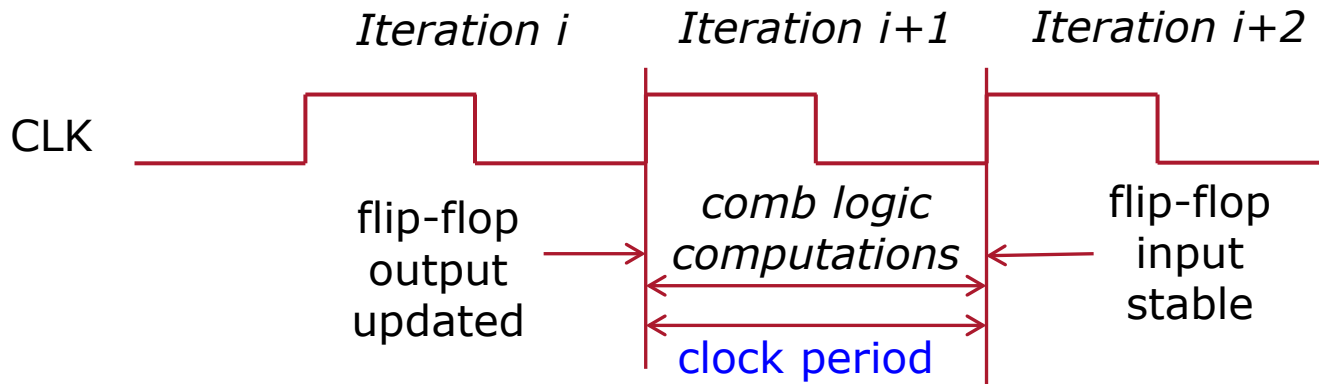 Iteration i
Iteration i+1
Iteration i+2
CLK
flip-flop
output
updated
comb logic
computations
flip-flop
input
stable
clock period